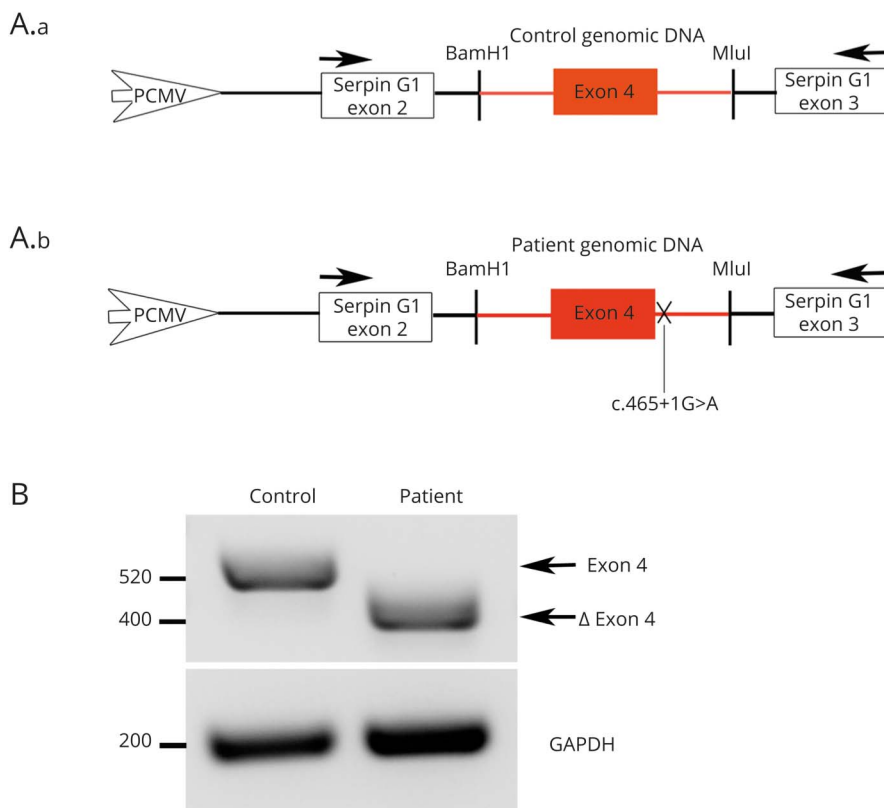 A.a
Control genomic DNA
BamH1
MluI
PCMV
Serpin G1
exon 2
Exon 4
Serpin G1
exon 3
A.b
Patient genomic DNA
BamH1
MluI
PCMV
Serpin G1
exon 2
Exon 4
Serpin G1
exon 3
c.465+1G>A
B
Control
Patient
520
Exon 4
400
Δ Exon 4
200
GAPDH